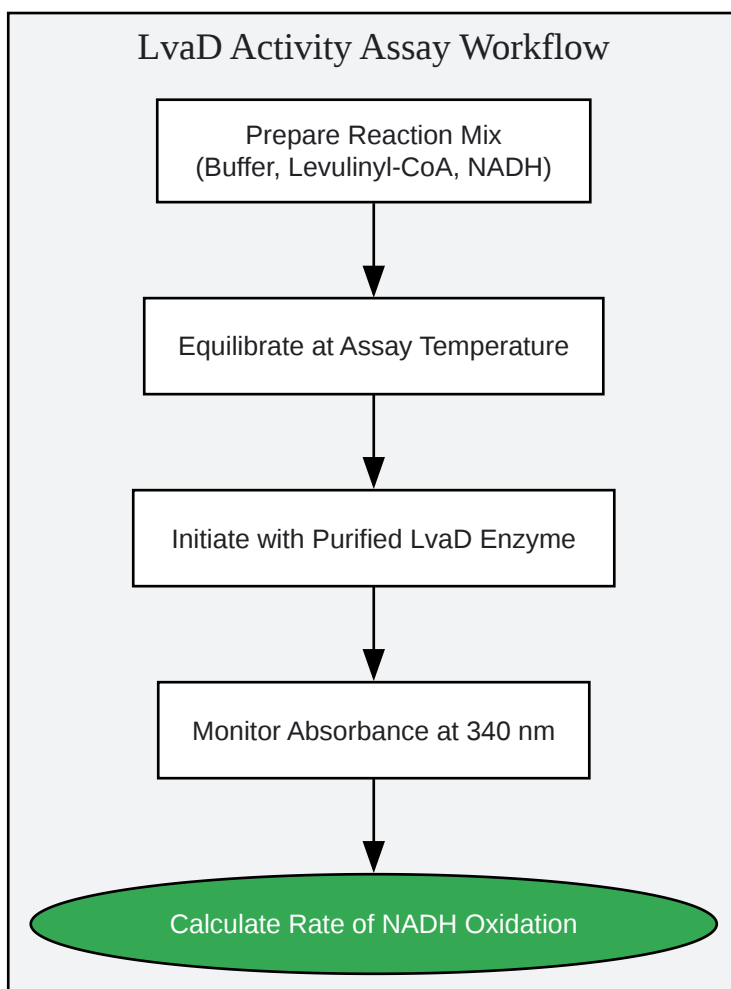 LvaD Activity Assay Workflow
Prepare Reaction Mix
(Buffer, Levulinyl-CoA, NADH)
Equilibrate at Assay Temperature
Initiate with Purified LvaD Enzyme
Monitor Absorbance at 340 nm
Calculate Rate of NADH Oxidation